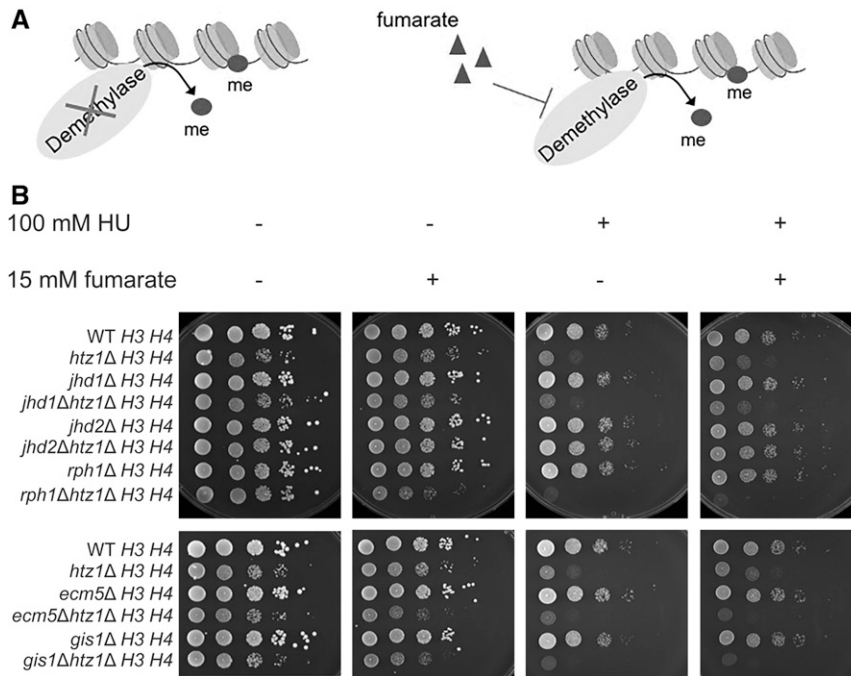 A
fumarate
Demethylase
me
me
Demethylase
me
me
B
100 mM HU - - + +
15 mM fumarate - + - +
WT H3 H4
htz1Δ H3 H4
jhd1Δ H3 H4
jhd1Δhtz1Δ H3 H4
jhd2Δ H3 H4
jhd2Δhtz1Δ H3 H4
rph1Δ H3 H4
rph1Δhtz1Δ H3 H4
WT H3 H4
htz1Δ H3 H4
ecm5Δ H3 H4
ecm5Δhtz1Δ H3 H4
gis1Δ H3 H4
gis1Δhtz1Δ H3 H4